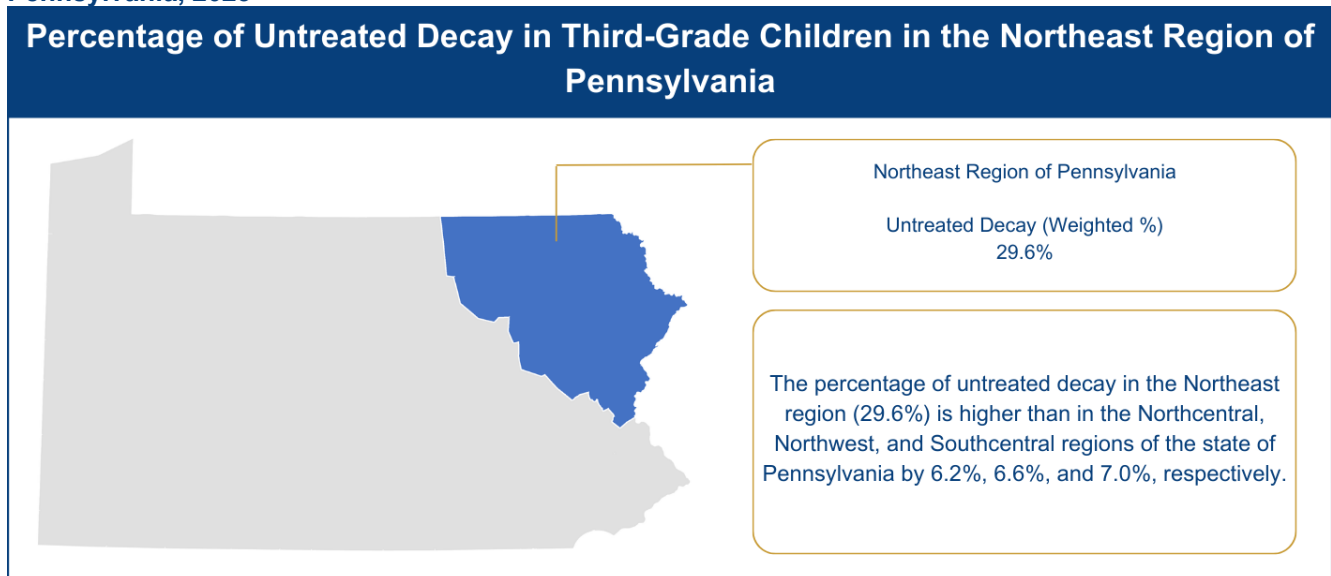 Percentage of Untreated Decay in Third-Grade Children in the Northeast Region of
Pennsylvania
Northeast Region of Pennsylvania
Untreated Decay (Weighted %)
29.6%
The percentage of untreated decay in the Northeast
region (29.6%) is higher than in the Northcentral,
Northwest, and Southcentral regions of the state of
Pennsylvania by 6.2%, 6.6%, and 7.0%, respectively.